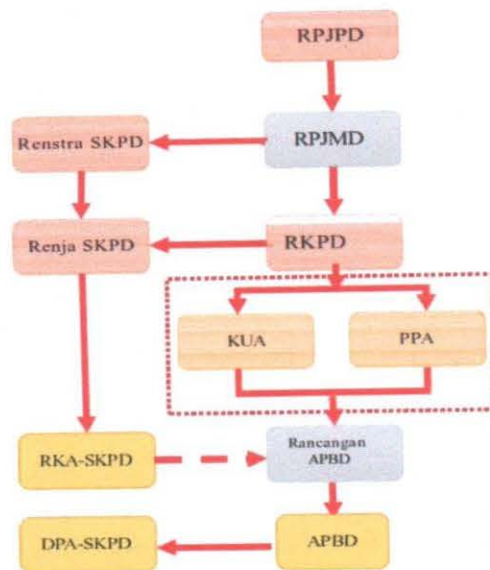 RPJPD
Renstra SKPD
RPJMD
Renja SKPD
RKPD
KUA
PPA
RKA-SKPD
Rancangan
APBD
DPA-SKPD
APBD